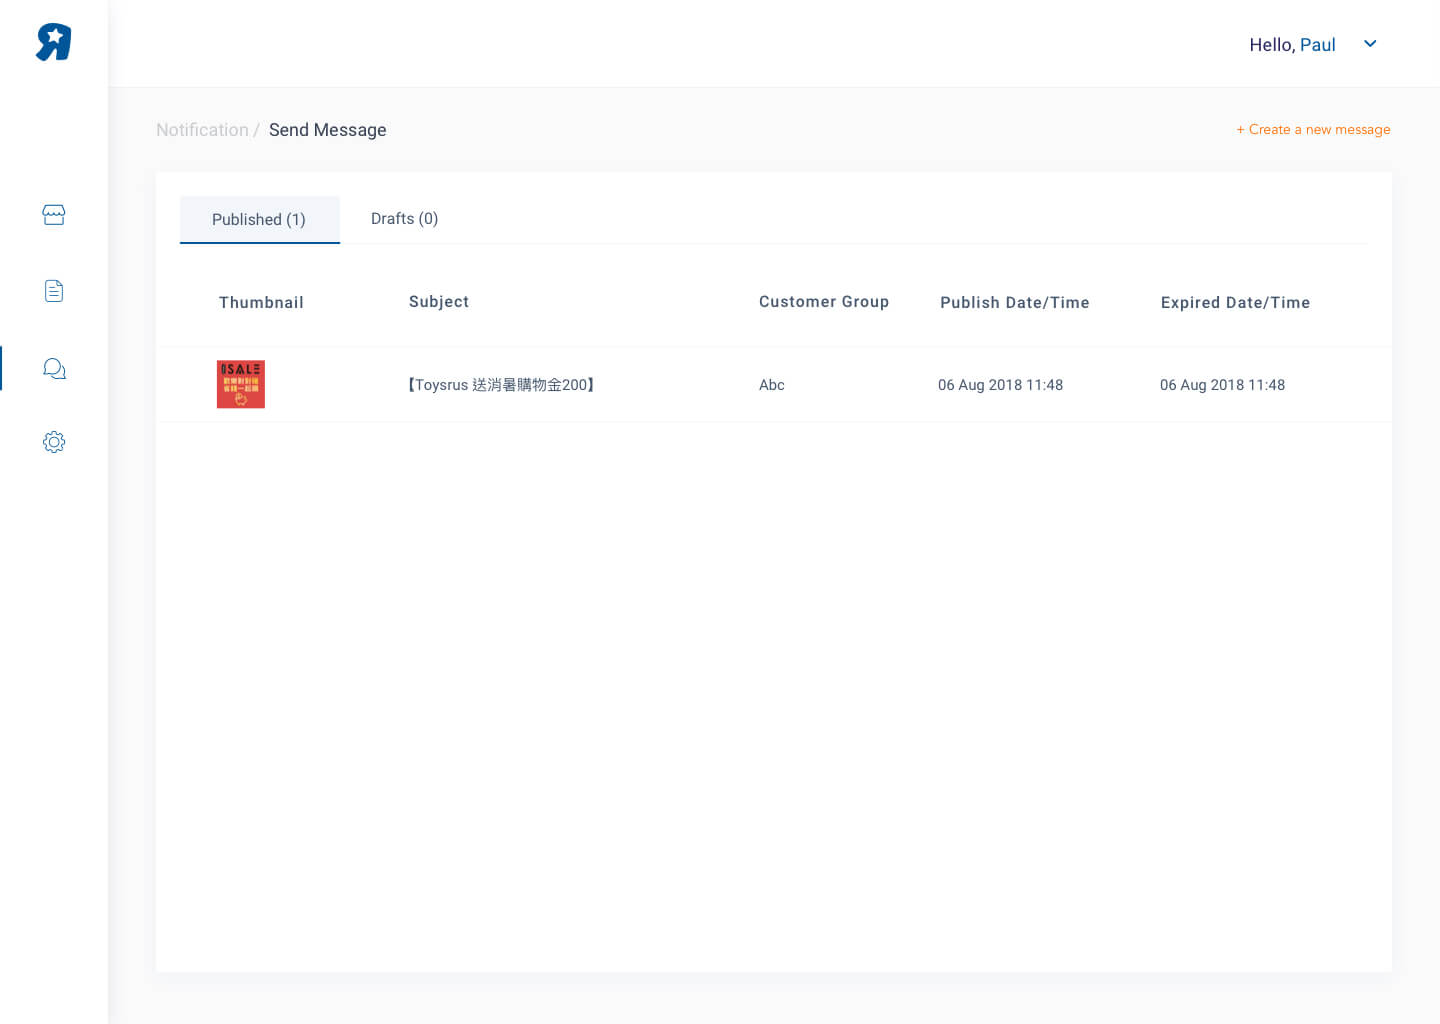 Hello, Paul
Notification / Send Message
+ Create a new message
Published (1)
Drafts (0)
Thumbnail
Subject
Customer Group
Publish Date/Time
Expired Date/Time
SALE
【Toysrus 送消暑購物金200】
Abc
06 Aug 2018 11:48
06 Aug 2018 11:48